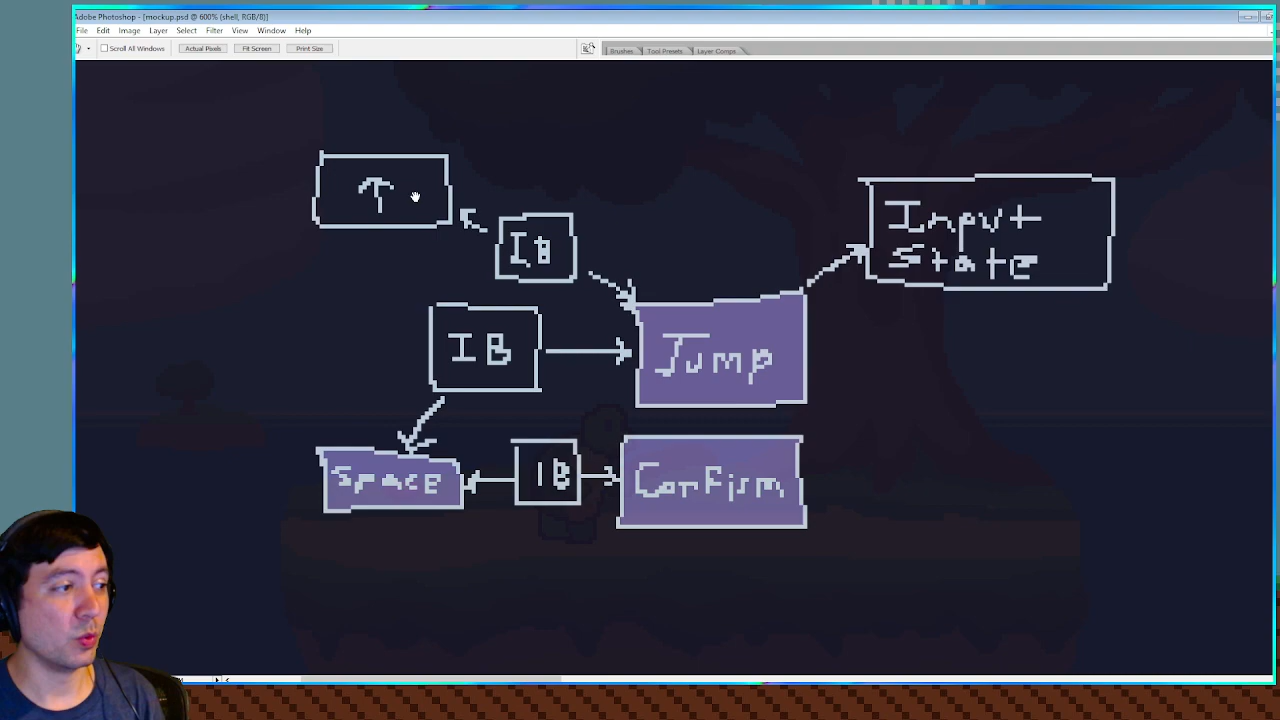 Adobe Photoshop - [mockup.psd @ 600% (shell, RGB/8)]
File Edit Image Layer Select Filter View Window Help
Scroll All Windows Actual Pixels Fit Screen Print Size Brushes Tool Presets Layer Comps
↑
IB
Input
State
IB
Jump
Space
IB
Confirm